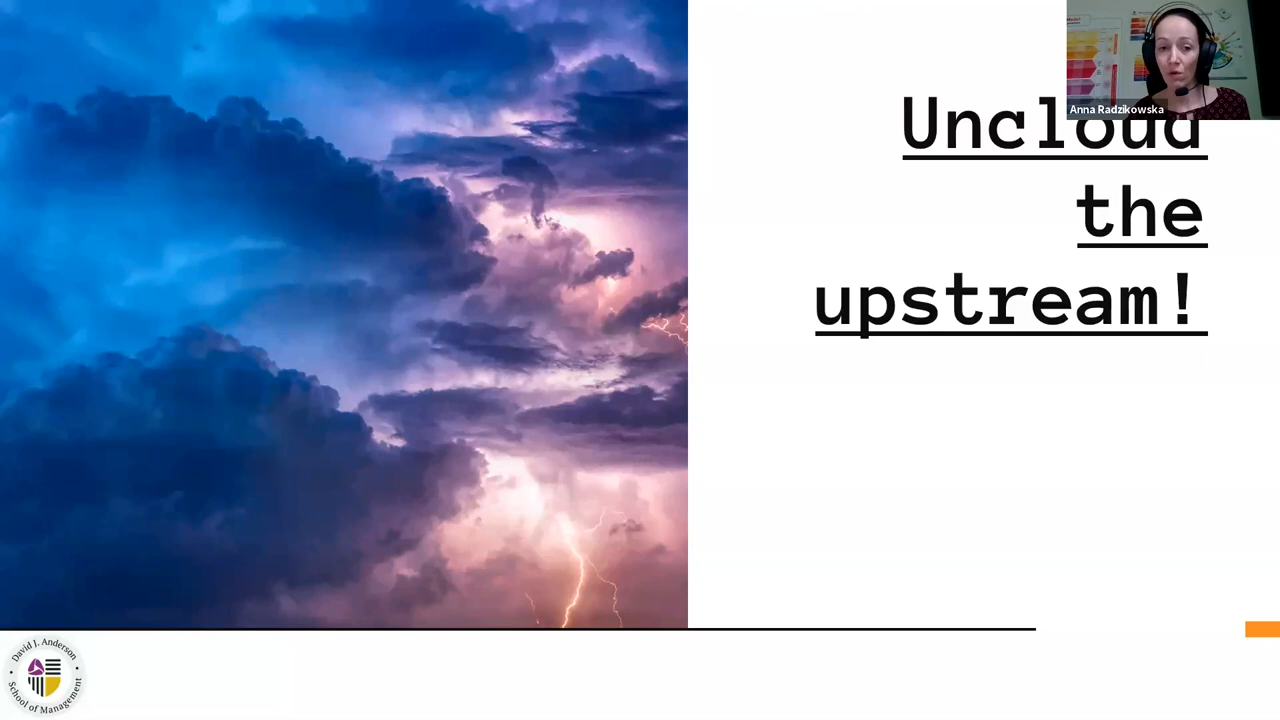 Uncloud
the
upstream!
Anna Radzikowska
David J. Anderson
School of Management